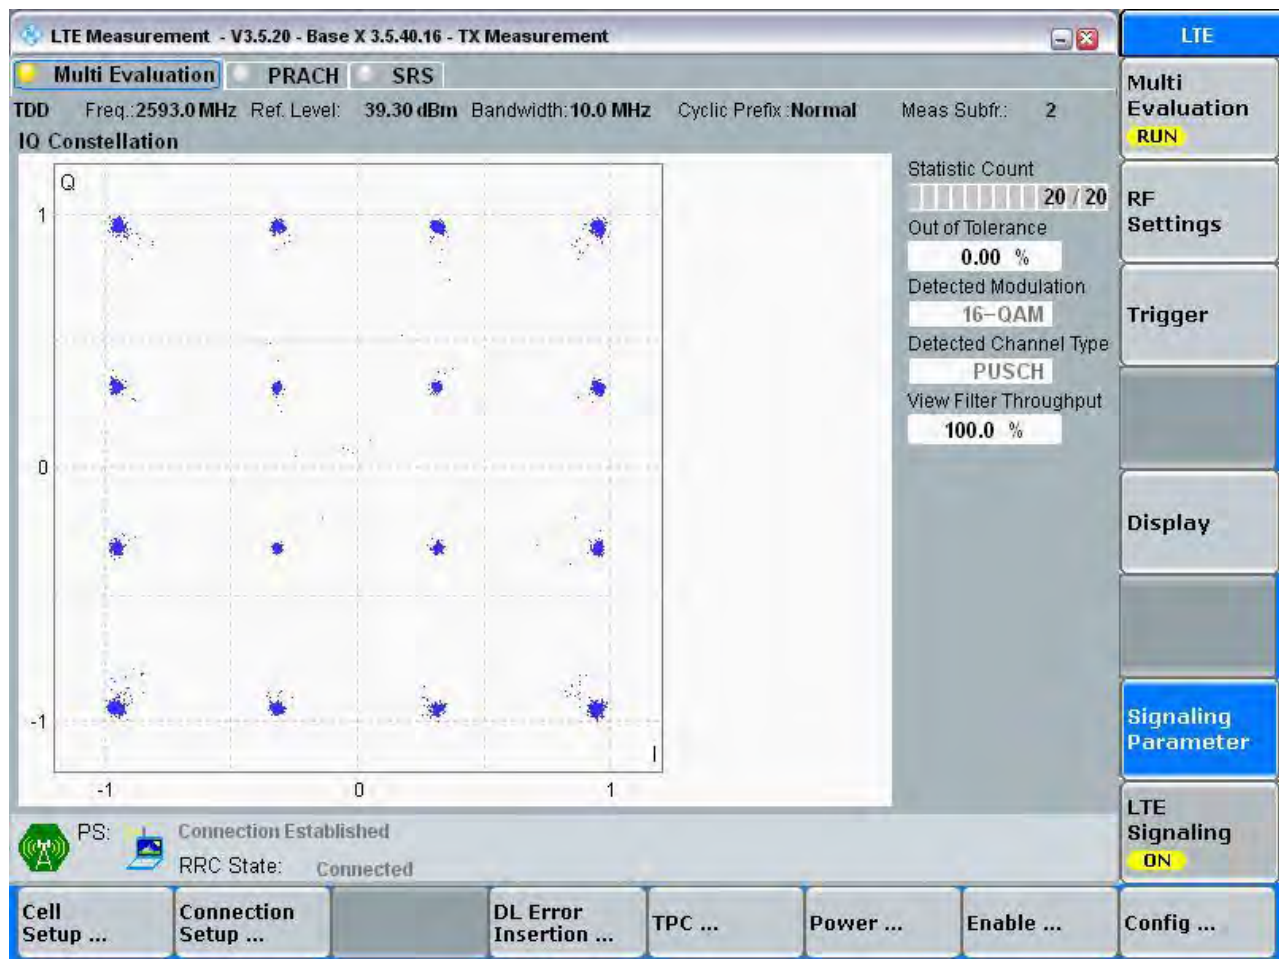 LTE Measurement - V3.5.20 - Base X 3.5.40.16 - TX Measurement
LTE
Multi Evaluation PRACH SRS
TDD Freq.:2593.0 MHz Ref. Level: 39.30 dBm Bandwidth:10.0 MHz Cyclic Prefix :Normal Meas Subfr.: 2
IQ Constellation
Q
1
0
-1
I
-1 0 1
Statistic Count
20 / 20
Out of Tolerance
0.00 %
Detected Modulation
16-QAM
Detected Channel Type
PUSCH
View Filter Throughput
100.0 %
Multi
Evaluation
RUN
RF
Settings
Trigger
Display
Signaling
Parameter
LTE
Signaling
ON
PS: Connection Established
RRC State: Connected
Cell
Setup ...
Connection
Setup ...
DL Error
Insertion ...
TPC ...
Power ...
Enable ...
Config ...